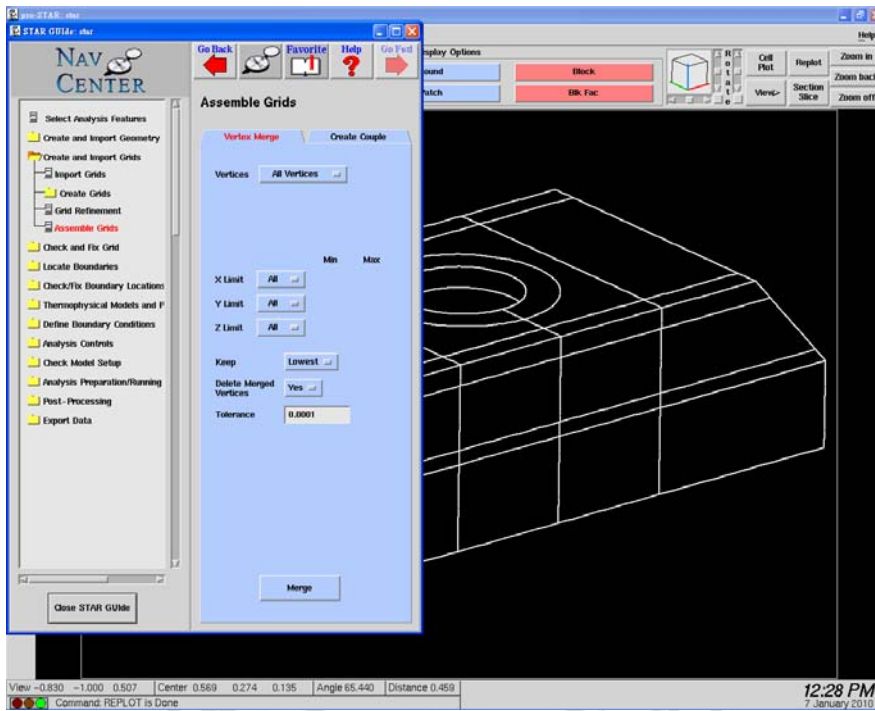 pro-STAR: star
STAR GUIde: star
Help
NAV
CENTER
Go Back
Favorite
Help
Go Fwd
Display Options
Block
Blk Fac
Cell
Plot
Replot
Zoom in
Zoom back
View->
Section
Slice
Zoom off
Rotate
Assemble Grids
Select Analysis Features
Create and Import Geometry
Create and Import Grids
Import Grids
Create Grids
Grid Refinement
Assemble Grids
Check and Fix Grid
Locate Boundaries
Check/Fix Boundary Locations
Thermophysical Models and P
Define Boundary Conditions
Analysis Controls
Check Model Setup
Analysis Preparation/Running
Post-Processing
Export Data
Close STAR GUIde
Vertex Merge
Create Couple
Vertices All Vertices
Min Max
X Limit All
Y Limit All
Z Limit All
Keep Lowest
Delete Merged
Vertices Yes
Tolerance 0.0001
Merge
View -0.830 -1.000 0.507 Center 0.569 0.274 0.135 Angle 65.440 Distance 0.459
Command: REPLOT is Done
12:28 PM
7 January 2010